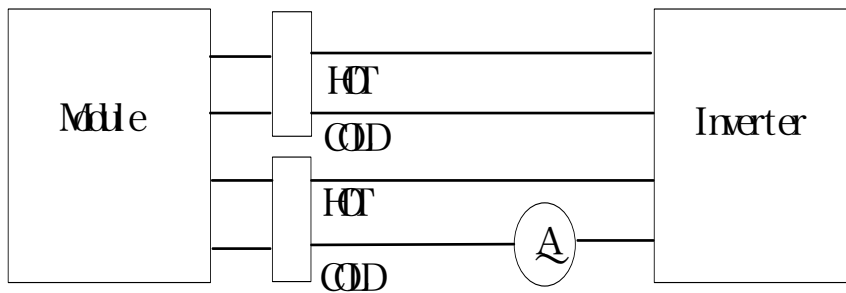 HOT
Module
COLD
Inverter
HOT
A
~
COLD